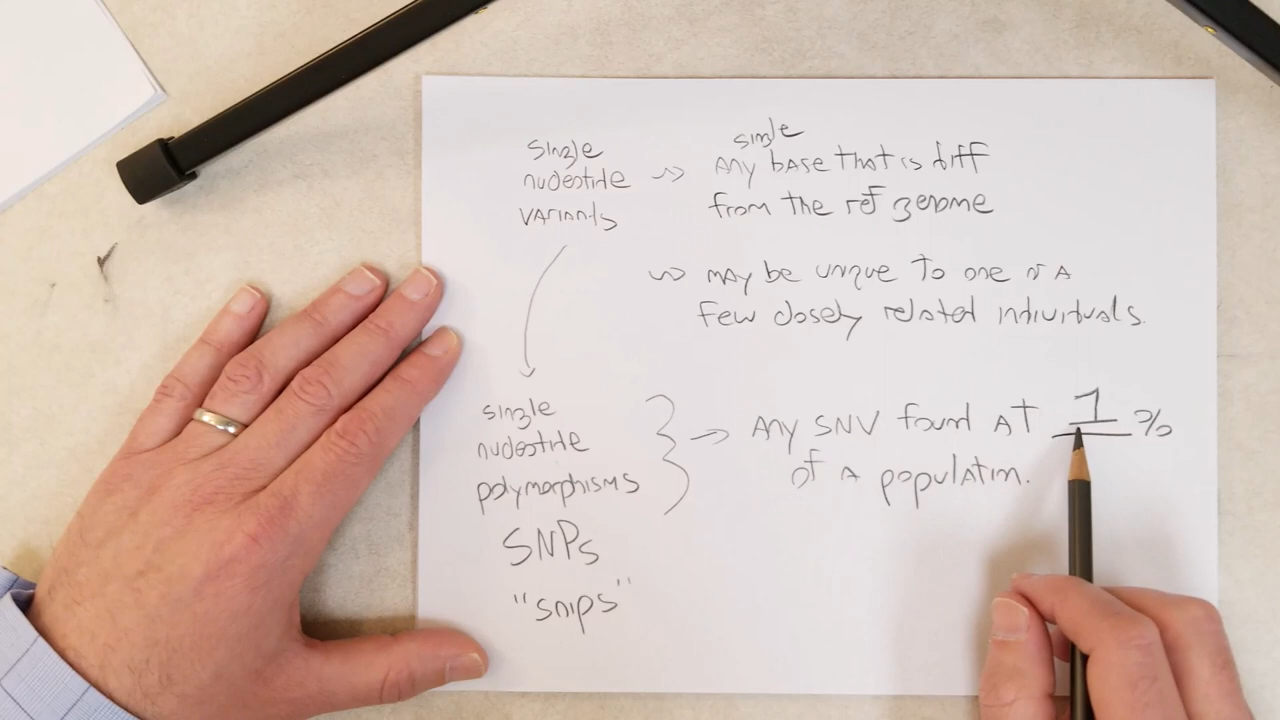 single
nucleotide
variants
→ single
Any base that is diff
from the ref genome
→ may be unique to one or a
few closely related individuals.
single
nucleotide
polymorphisms
SNPs
"snips"
→ Any SNV found at 1 %
of a population.